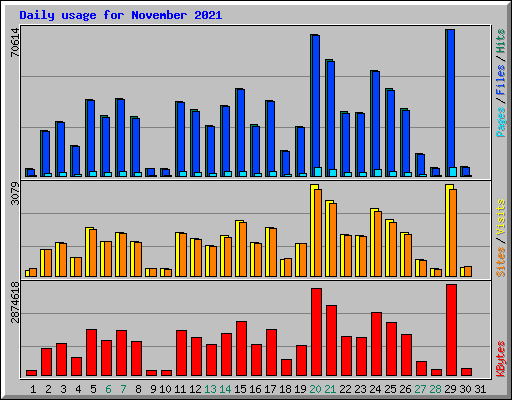 Daily usage for November 2021
70614
Pages / Files / Hits
3079
Sites / Visits
2874618
KBytes
1 2 3 4 5 6 7 8 9 10 11 12 13 14 15 16 17 18 19 20 21 22 23 24 25 26 27 28 29 30 31